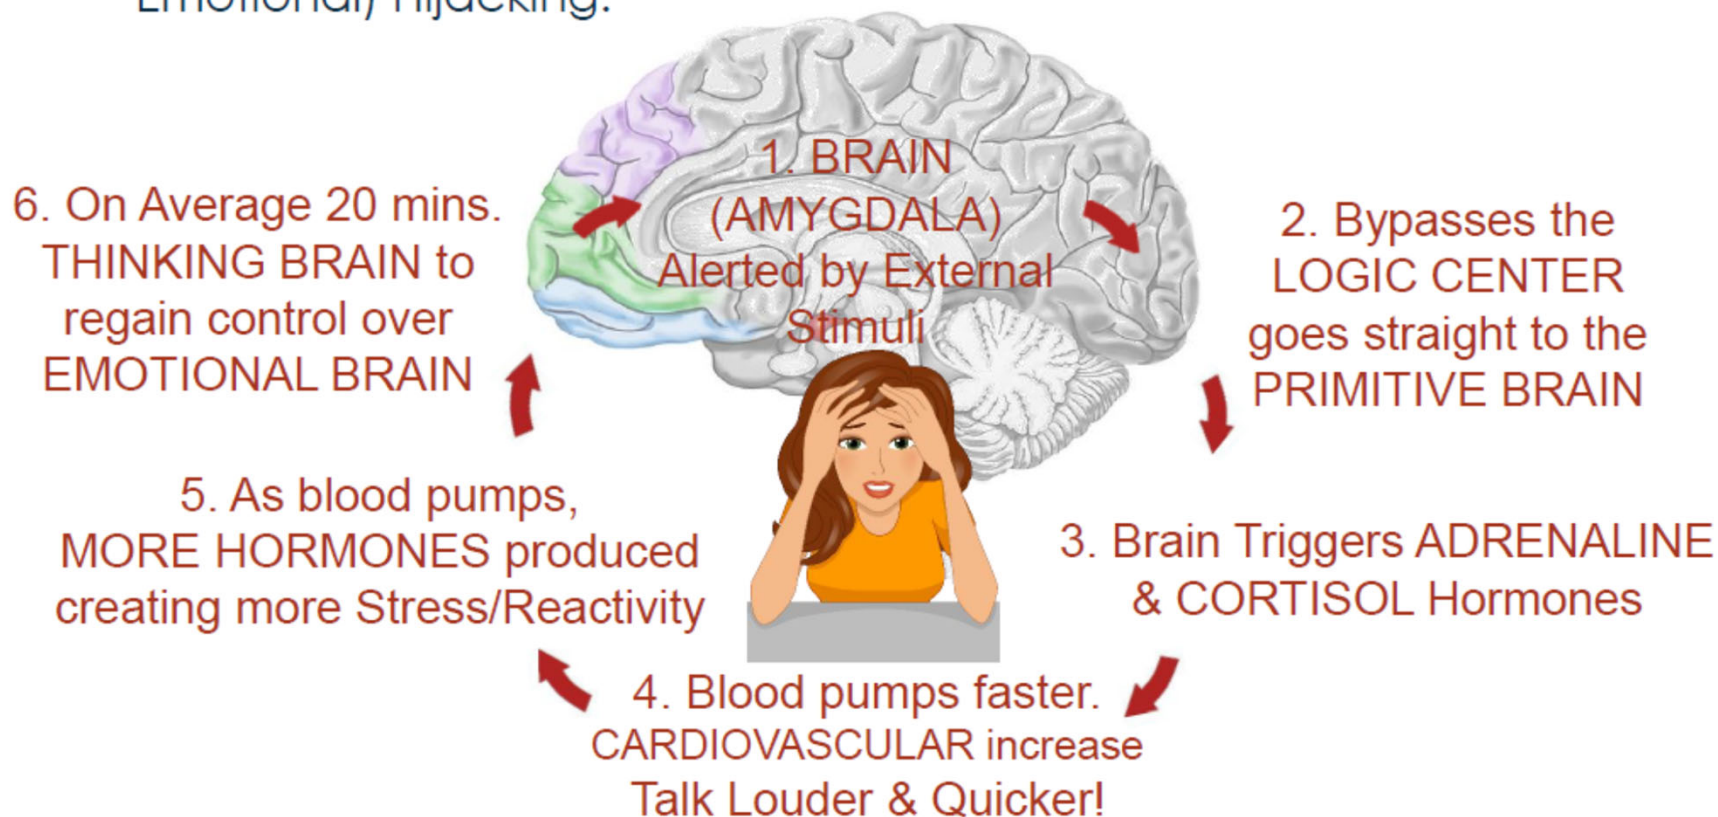 Emotional) Hijacking.
1. BRAIN
(AMYGDALA)
Alerted by External
Stimuli
2. Bypasses the
LOGIC CENTER
goes straight to the
PRIMITIVE BRAIN
3. Brain Triggers ADRENALINE
& CORTISOL Hormones
4. Blood pumps faster.
CARDIOVASCULAR increase
Talk Louder & Quicker!
5. As blood pumps,
MORE HORMONES produced
creating more Stress/Reactivity
6. On Average 20 mins.
THINKING BRAIN to
regain control over
EMOTIONAL BRAIN